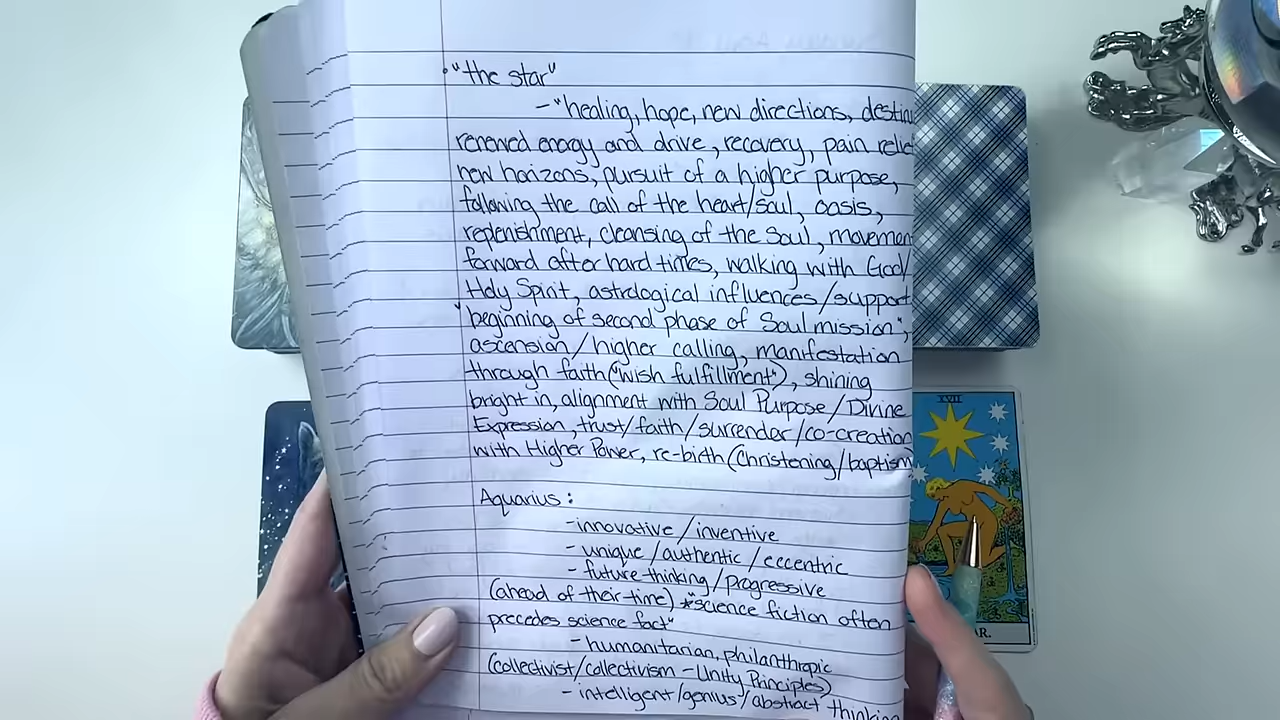 "the star"
- "healing, hope, new directions, destin
renewed energy and drive, recovery, pain relie
new horizons, pursuit of a higher purpose,
following the call of the heart/soul, oasis,
replenishment, cleansing of the Soul, movemen
forward after hard times, walking with God/
Holy Spirit, astrological influences/support
"beginning of second phase of Soul mission",
ascension/higher calling, manifestation
through faith ("wish fulfillment"), shining
bright in, alignment with Soul Purpose/Divine
Expression, trust/faith/surrender/co-creation
with Higher Power, re-birth (Christening/baptism
Aquarius:
- innovative/inventive
- unique/authentic/eccentric
- future-thinking/progressive
(ahead of their time) *"science fiction often
precedes science fact"
- humanitarian, philanthropic
(collectivist/collectivism - Unity Principles)
- intelligent/genius/abstract thinking
XVII
AR.